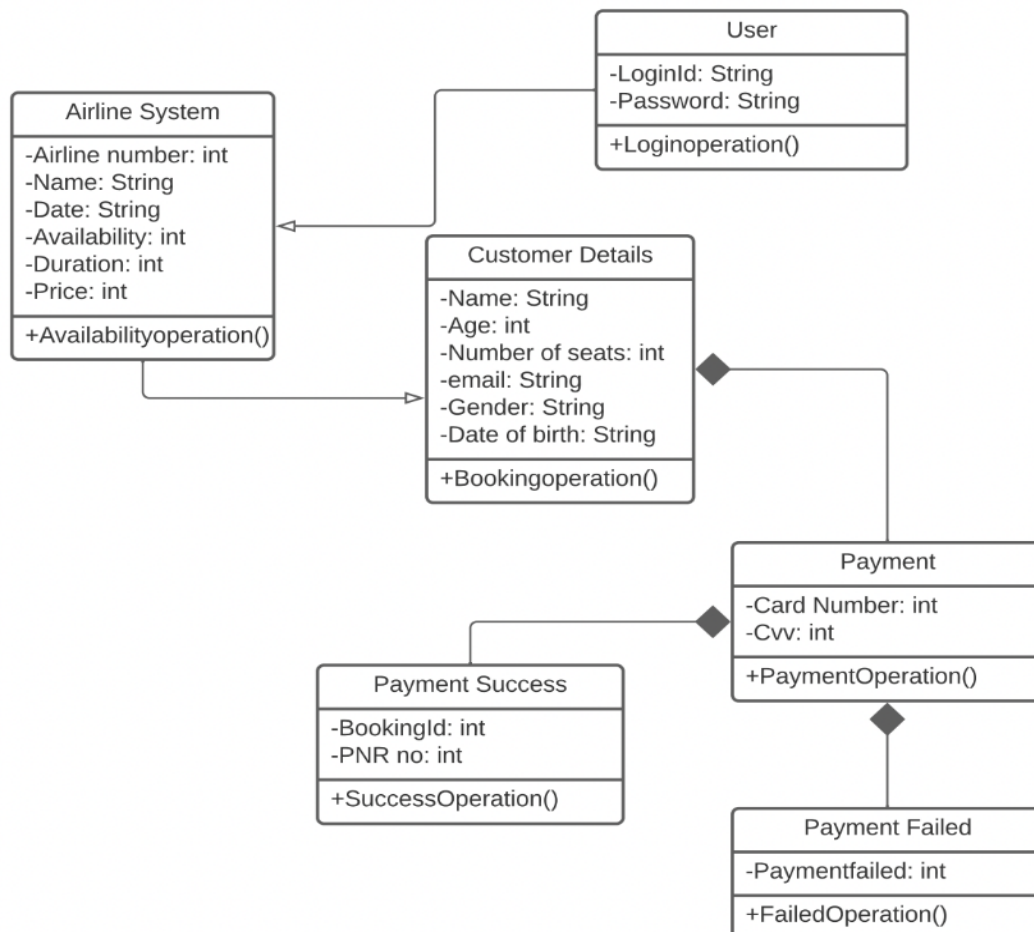 User
-LoginId: String
-Password: String
+Loginoperation()
Airline System
-Airline number: int
-Name: String
-Date: String
-Availability: int
-Duration: int
-Price: int
+Availabilityoperation()
Customer Details
-Name: String
-Age: int
-Number of seats: int
-email: String
-Gender: String
-Date of birth: String
+Bookingoperation()
Payment
-Card Number: int
-Cvv: int
+PaymentOperation()
Payment Success
-BookingId: int
-PNR no: int
+SuccessOperation()
Payment Failed
-Paymentfailed: int
+FailedOperation()